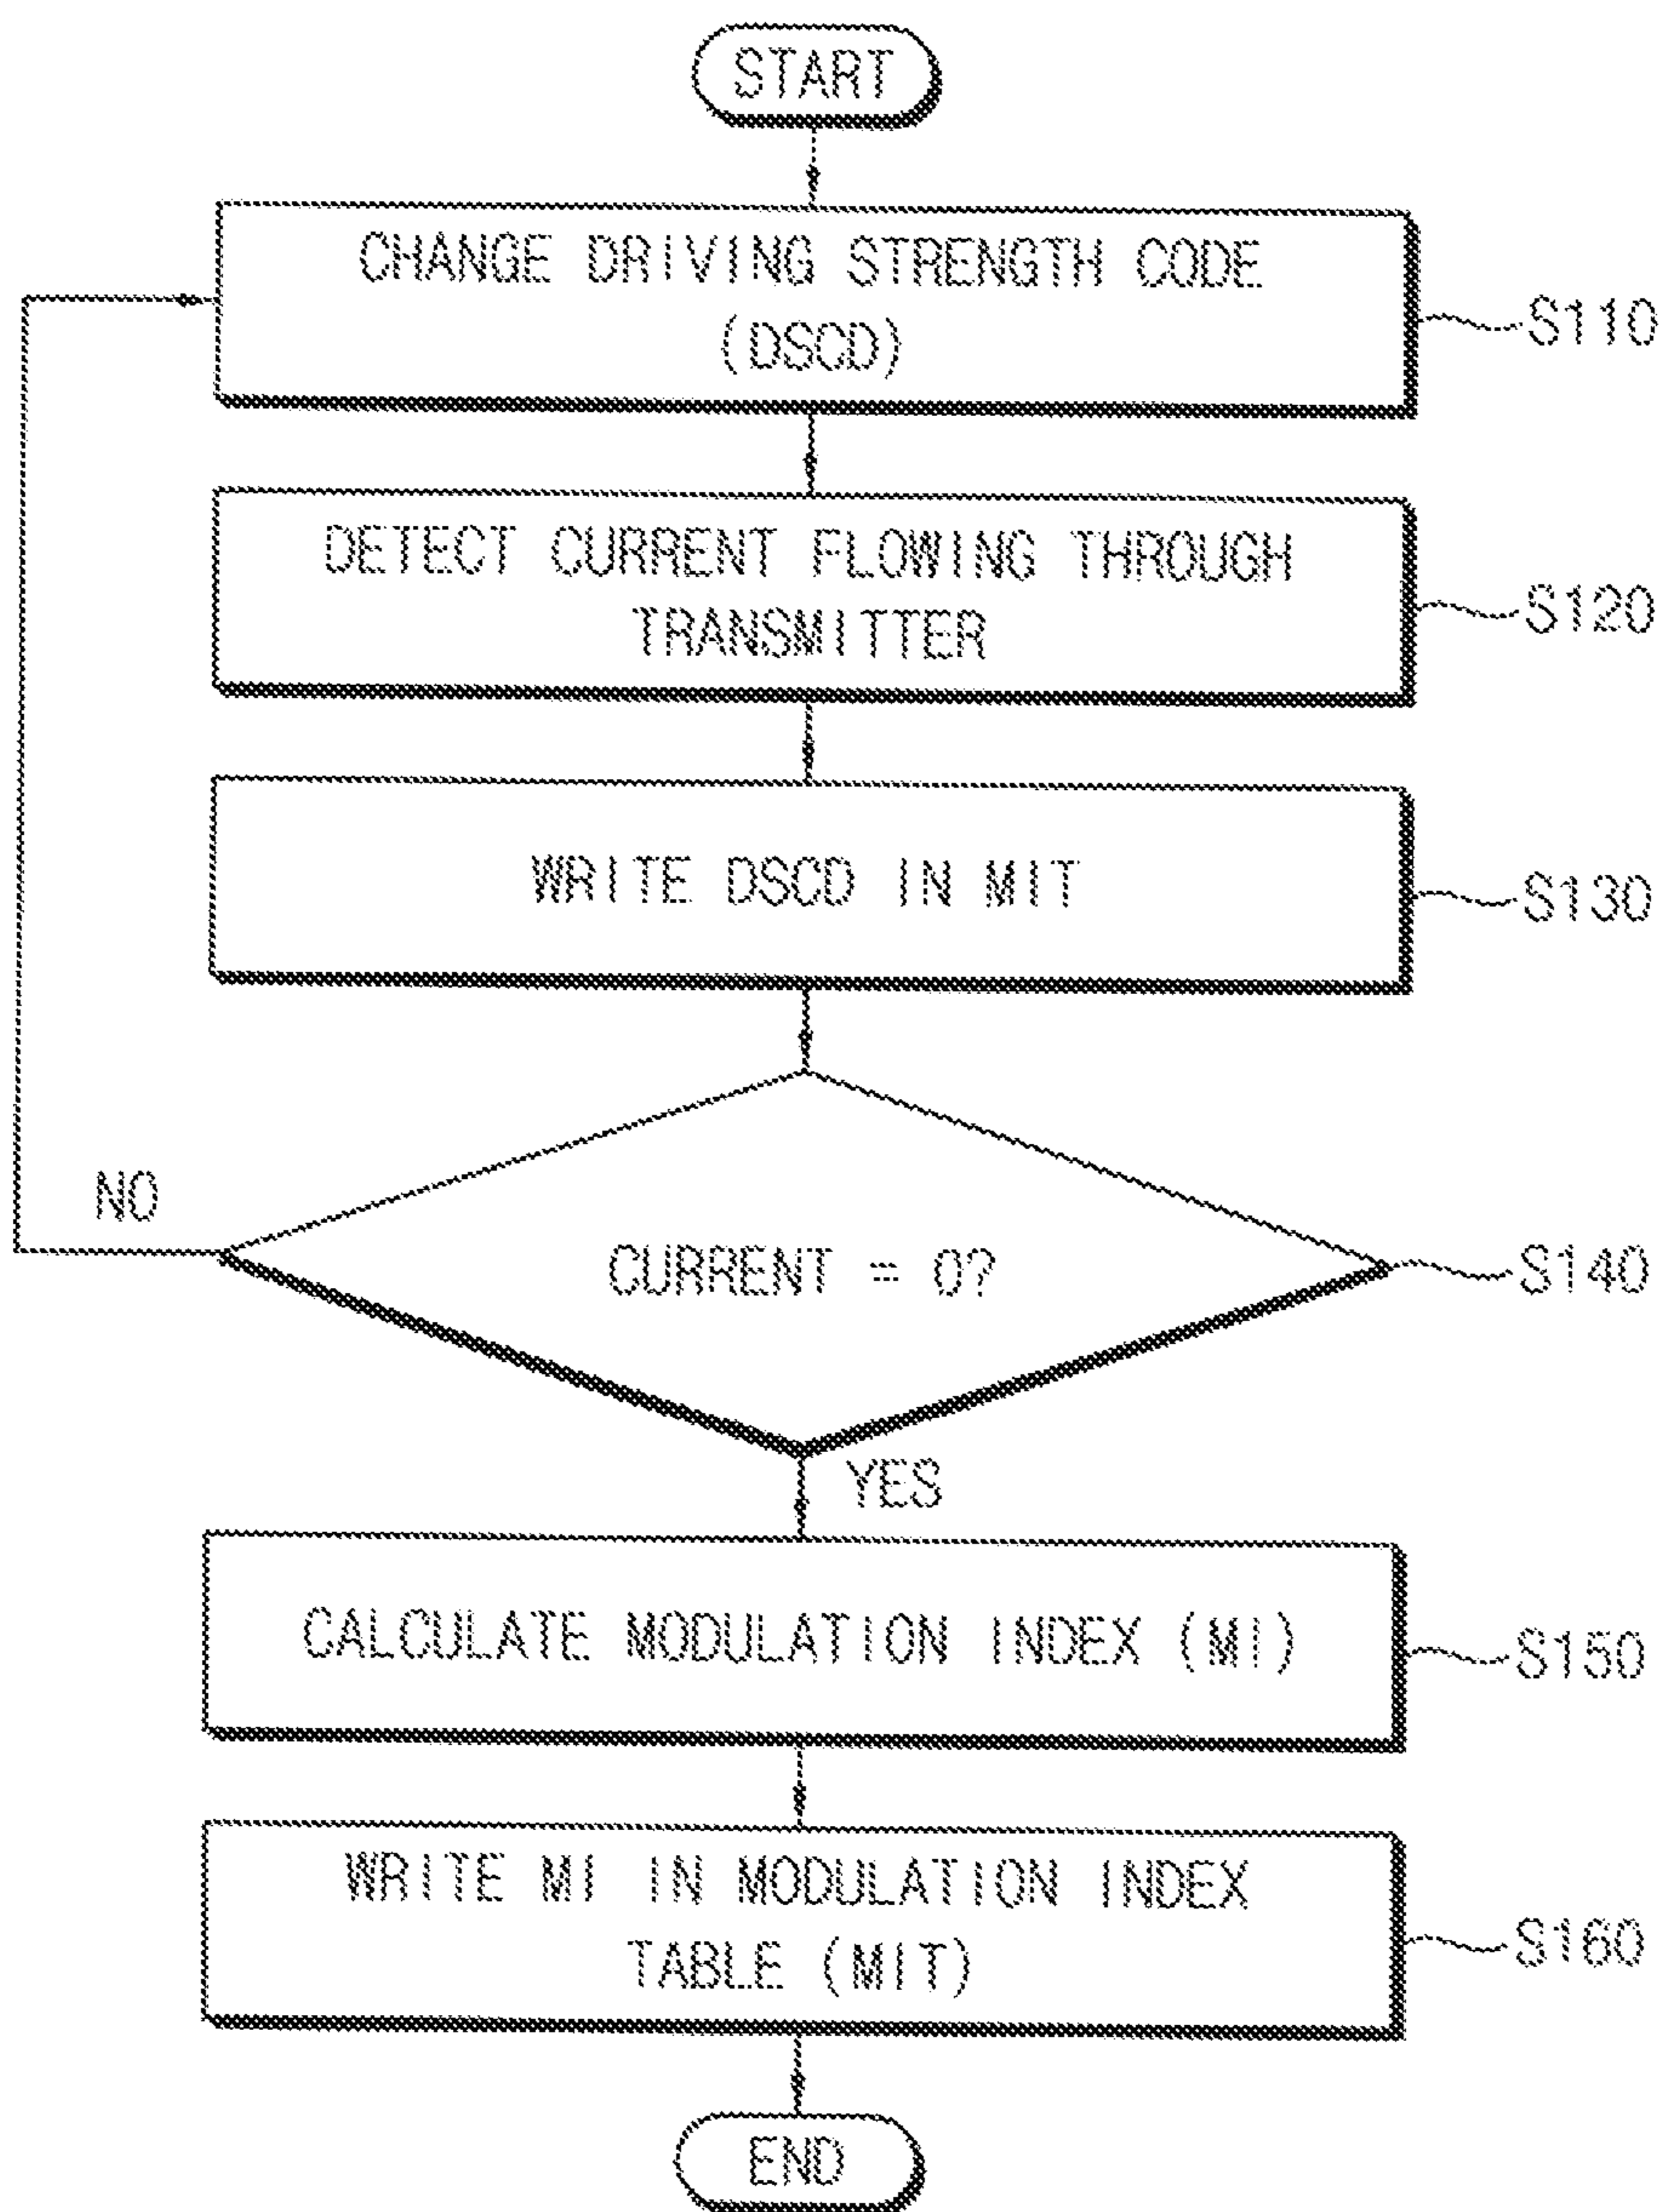 START
CHANGE DRIVING STRENGTH CODE
(DSCD)
S110
DETECT CURRENT FLOWING THROUGH
TRANSMITTER
S120
WRITE DSCD IN MIT
S130
NO
CURRENT = 0?
S140
YES
CALCULATE MODULATION INDEX (MI)
S150
WRITE MI IN MODULATION INDEX
TABLE (MIT)
S160
END